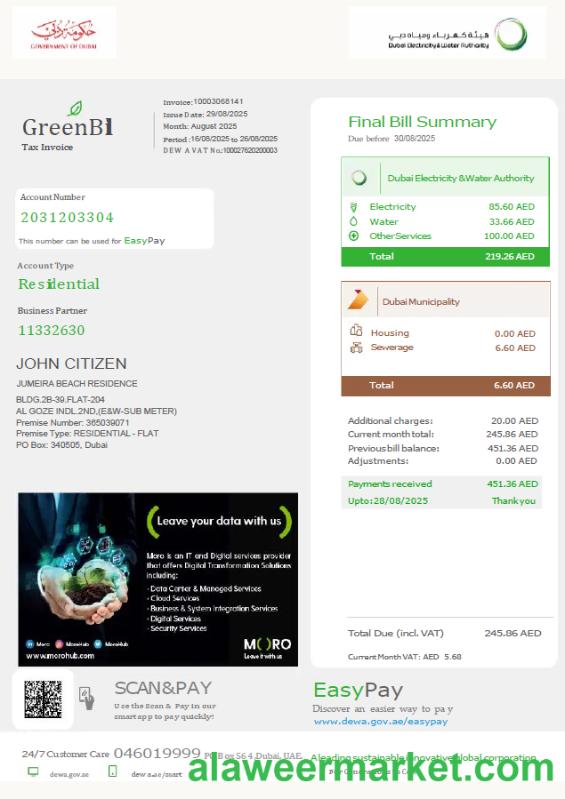 حكومة دبي
GOVERNMENT OF DUBAI
هيئة كهرباء ومياه دبي
Dubai Electricity & Water Authority
GreenBill
Tax Invoice
Invoice: 10003068141
Issue Date: 29/08/2025
Month: August 2025
Period: 16/08/2025 to 26/08/2025
DEWA VAT No.: 100027620200003
Account Number
2031203304
This number can be used for EasyPay
Account Type
Residential
Business Partner
11332630
JOHN CITIZEN
JUMEIRA BEACH RESIDENCE
BLDG.2B-39.FLAT-204
AL GOZE INDL.2ND,(E&W-SUB METER)
Premise Number: 365039071
Premise Type: RESIDENTIAL - FLAT
PO Box: 340505, Dubai
Final Bill Summary
Due before 30/08/2025
Dubai Electricity & Water Authority
Electricity 85.60 AED
Water 33.66 AED
Other Services 100.00 AED
Total 219.26 AED
Dubai Municipality
Housing 0.00 AED
Sewerage 6.60 AED
Total 6.60 AED
Additional charges: 20.00 AED
Current month total: 245.86 AED
Previous bill balance: 451.36 AED
Adjustments: 0.00 AED
Payments received 451.36 AED
Upto: 28/08/2025 Thank you
Total Due (incl. VAT) 245.86 AED
Current Month VAT: AED 5.68
Leave your data with us
Moro is an IT and Digital services provider
that offers Digital Transformation Solutions
including:
· Data Center & Managed Services
· Cloud Services
· Business & System Integration Services
· Digital Services
· Security Services
Moro MoroHub MoroHub
www.morohub.com
MORO
Leave it with us
SCAN&PAY
Use the Scan & Pay in our
smart app to pay quickly!
EasyPay
Discover an easier way to pay
www.dewa.gov.ae/easypay
24/7 Customer Care 046019999 PO Box 564 Dubai, UAE.
A leading sustainable innovative global corporation
dewa.gov.ae
alaweermarket.com